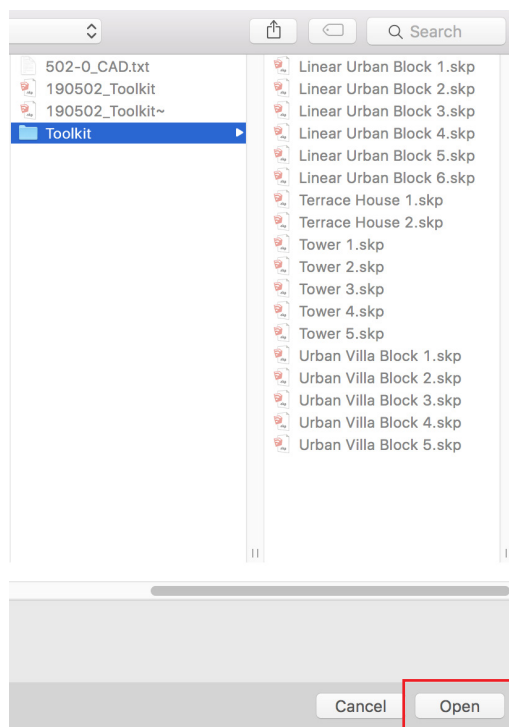 Search
502-0_CAD.txt
190502_Toolkit
190502_Toolkit~
Toolkit
Linear Urban Block 1.skp
Linear Urban Block 2.skp
Linear Urban Block 3.skp
Linear Urban Block 4.skp
Linear Urban Block 5.skp
Linear Urban Block 6.skp
Terrace House 1.skp
Terrace House 2.skp
Tower 1.skp
Tower 2.skp
Tower 3.skp
Tower 4.skp
Tower 5.skp
Urban Villa Block 1.skp
Urban Villa Block 2.skp
Urban Villa Block 3.skp
Urban Villa Block 4.skp
Urban Villa Block 5.skp
Cancel
Open